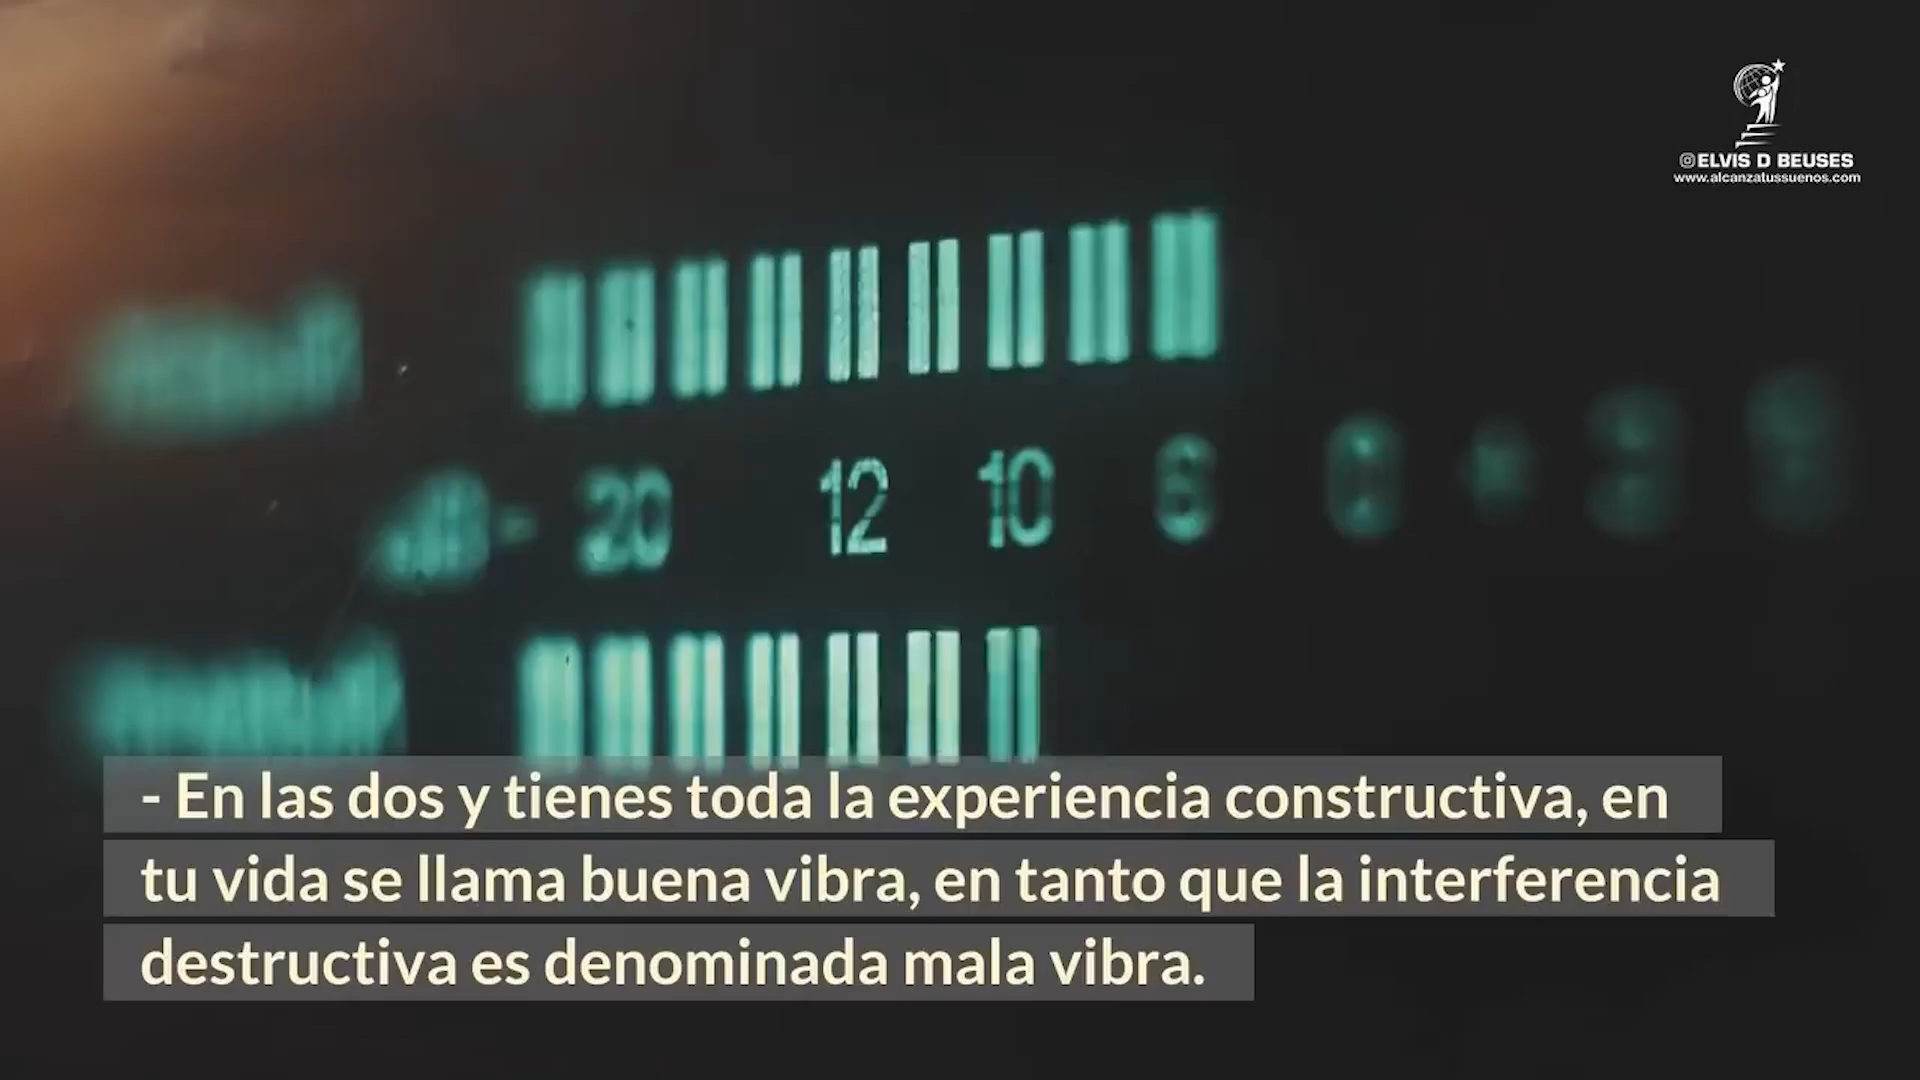 @ELVIS D BEUSES
www.alcanzatussuenos.com
dB - 20 12 10 6
- En las dos y tienes toda la experiencia constructiva, en
tu vida se llama buena vibra, en tanto que la interferencia
destructiva es denominada mala vibra.